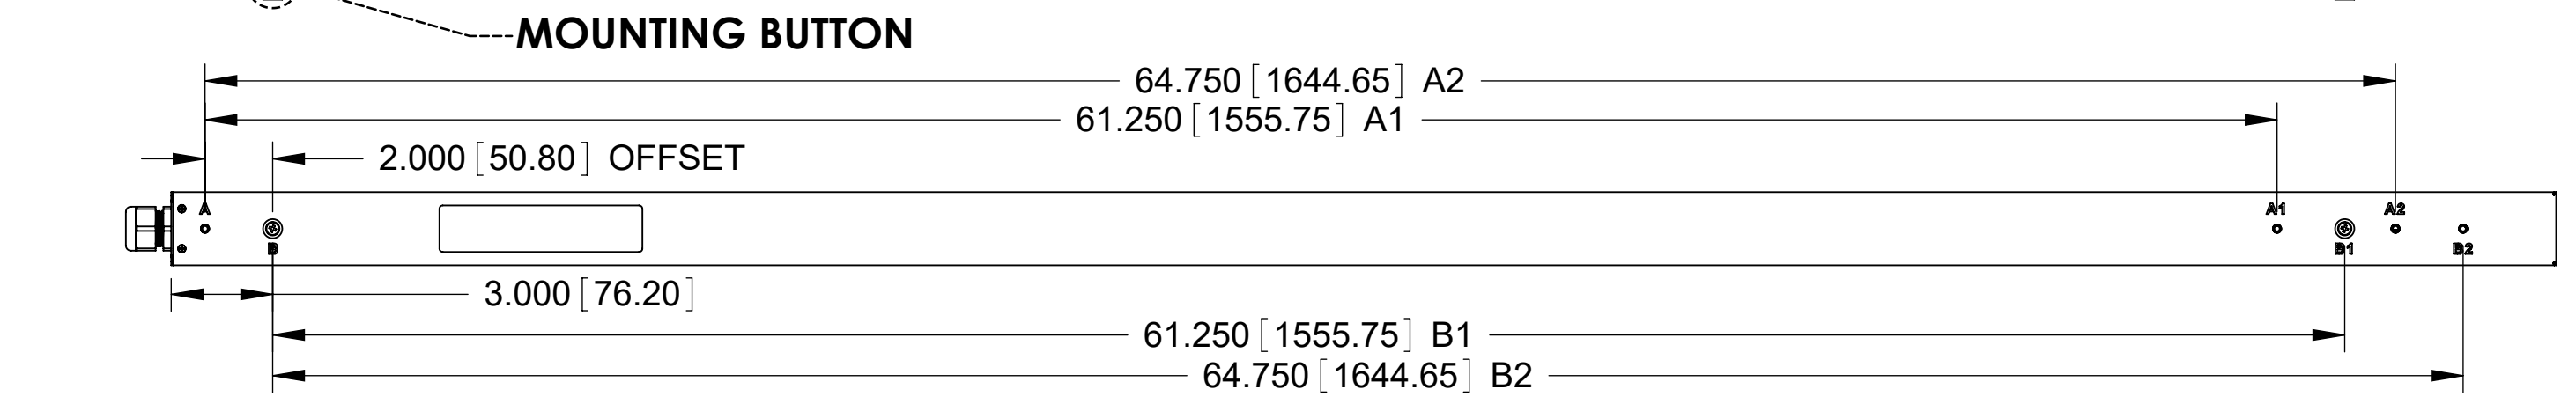 MOUNTING BUTTON
64.750 [1644.65] A2
61.250 [1555.75] A1
2.000 [50.80] OFFSET
A A1 A2
B B1 B2
3.000 [76.20]
61.250 [1555.75] B1
64.750 [1644.65] B2